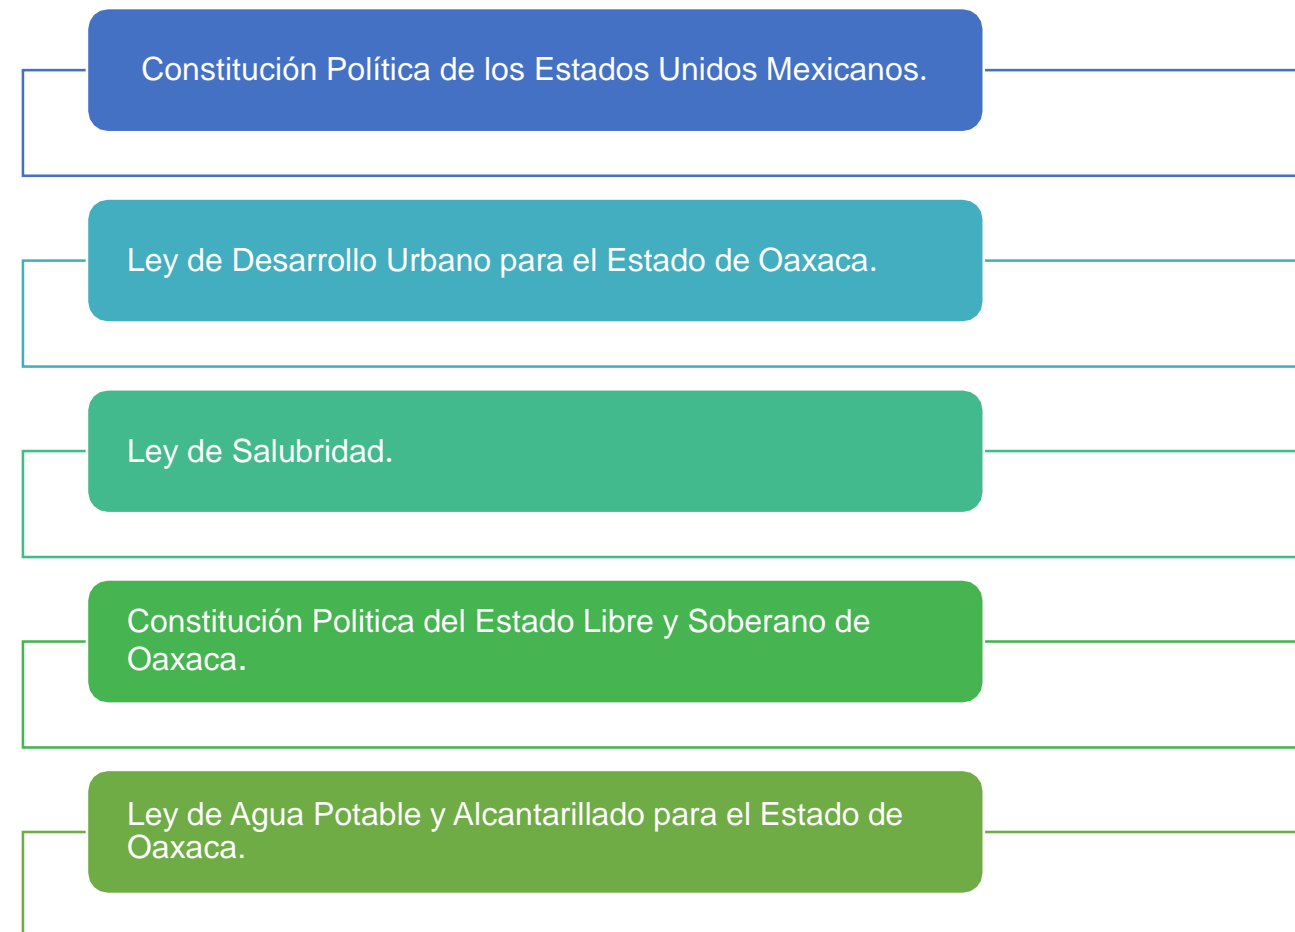 Constitución Política de los Estados Unidos Mexicanos.
Ley de Desarrollo Urbano para el Estado de Oaxaca.
Ley de Salubridad.
Constitución Politica del Estado Libre y Soberano de
Oaxaca.
Ley de Agua Potable y Alcantarillado para el Estado de
Oaxaca.